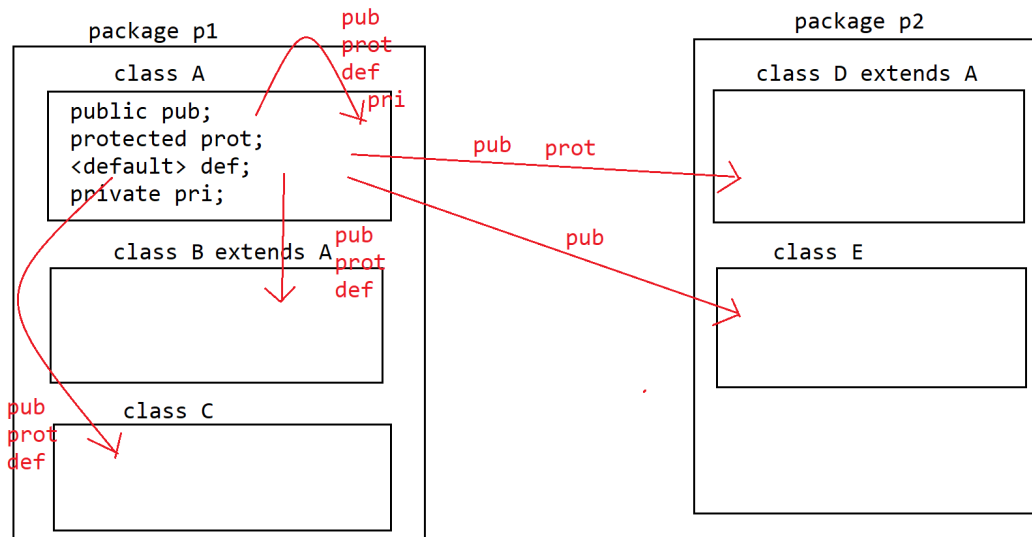 package p1
class A
public pub;
protected prot;
<default> def;
private pri;
pub
prot
def
pri
class B extends A
pub
prot
def
class C
pub
prot
def
pub prot
pub
package p2
class D extends A
class E